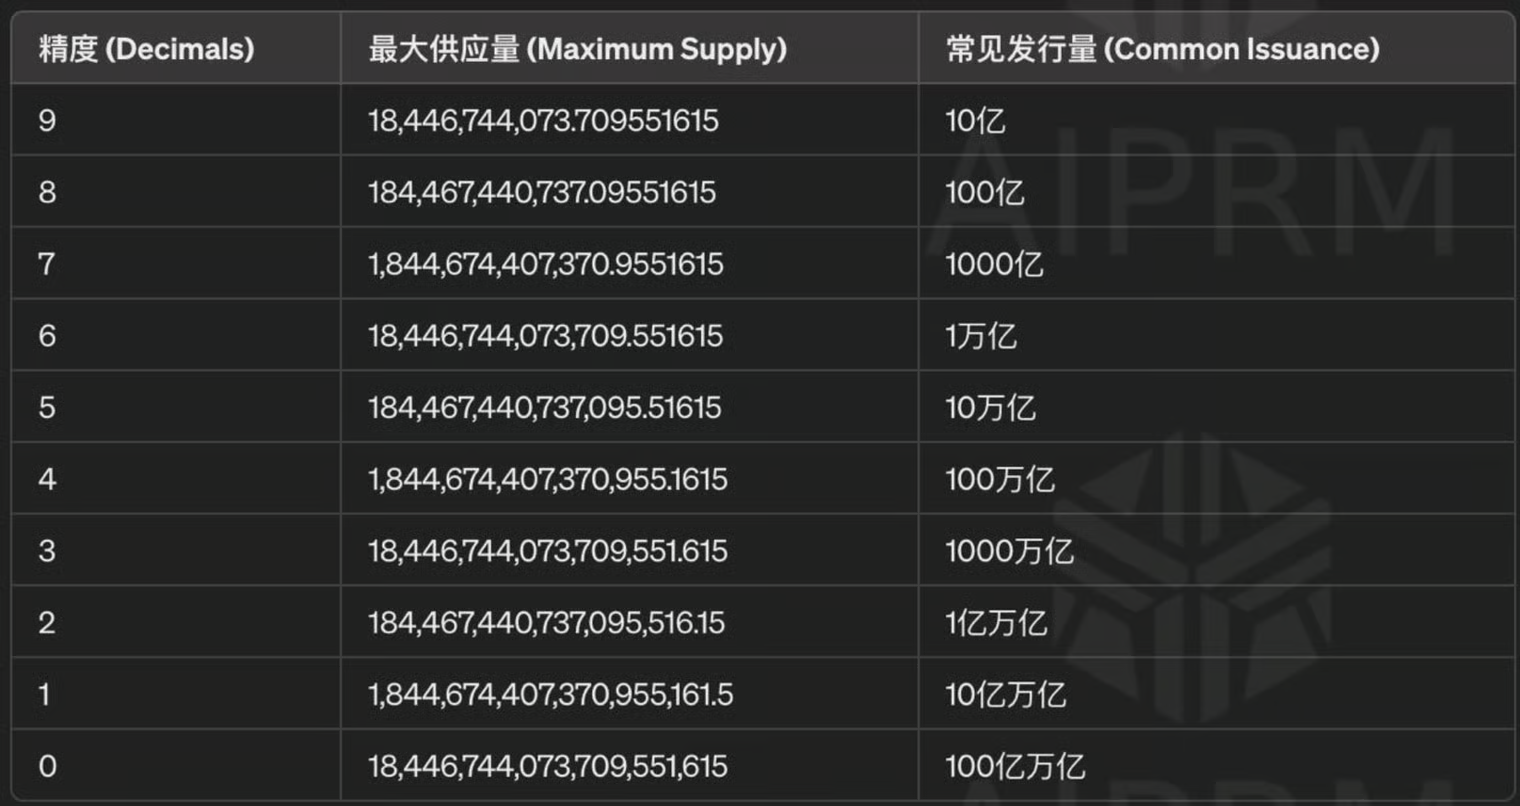 精度 (Decimals) 最大供应量 (Maximum Supply) 常见发行量 (Common Issuance)
9 18,446,744,073.709551615 10亿
8 184,467,440,737.09551615 100亿
7 1,844,674,407,370.9551615 1000亿
6 18,446,744,073,709.551615 1万亿
5 184,467,440,737,095.51615 10万亿
4 1,844,674,407,370,955.1615 100万亿
3 18,446,744,073,709,551.615 1000万亿
2 184,467,440,737,095,516.15 1亿万亿
1 1,844,674,407,370,955,161.5 10亿万亿
0 18,446,744,073,709,551,615 100亿万亿
AIPRM
AIPRM